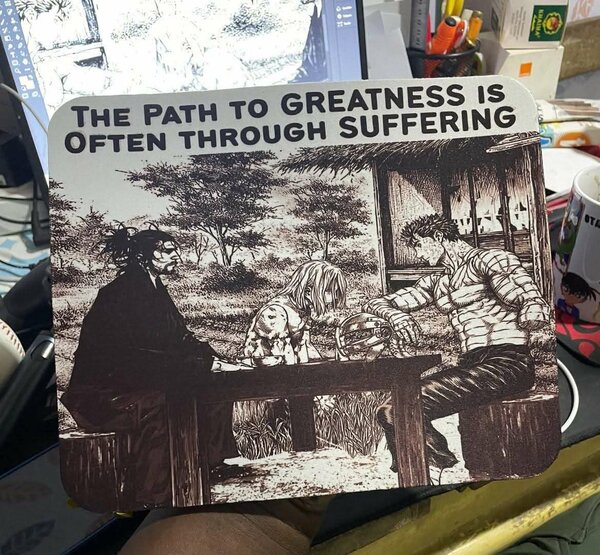 THE PATH TO GREATNESS IS
OFTEN THROUGH SUFFERING